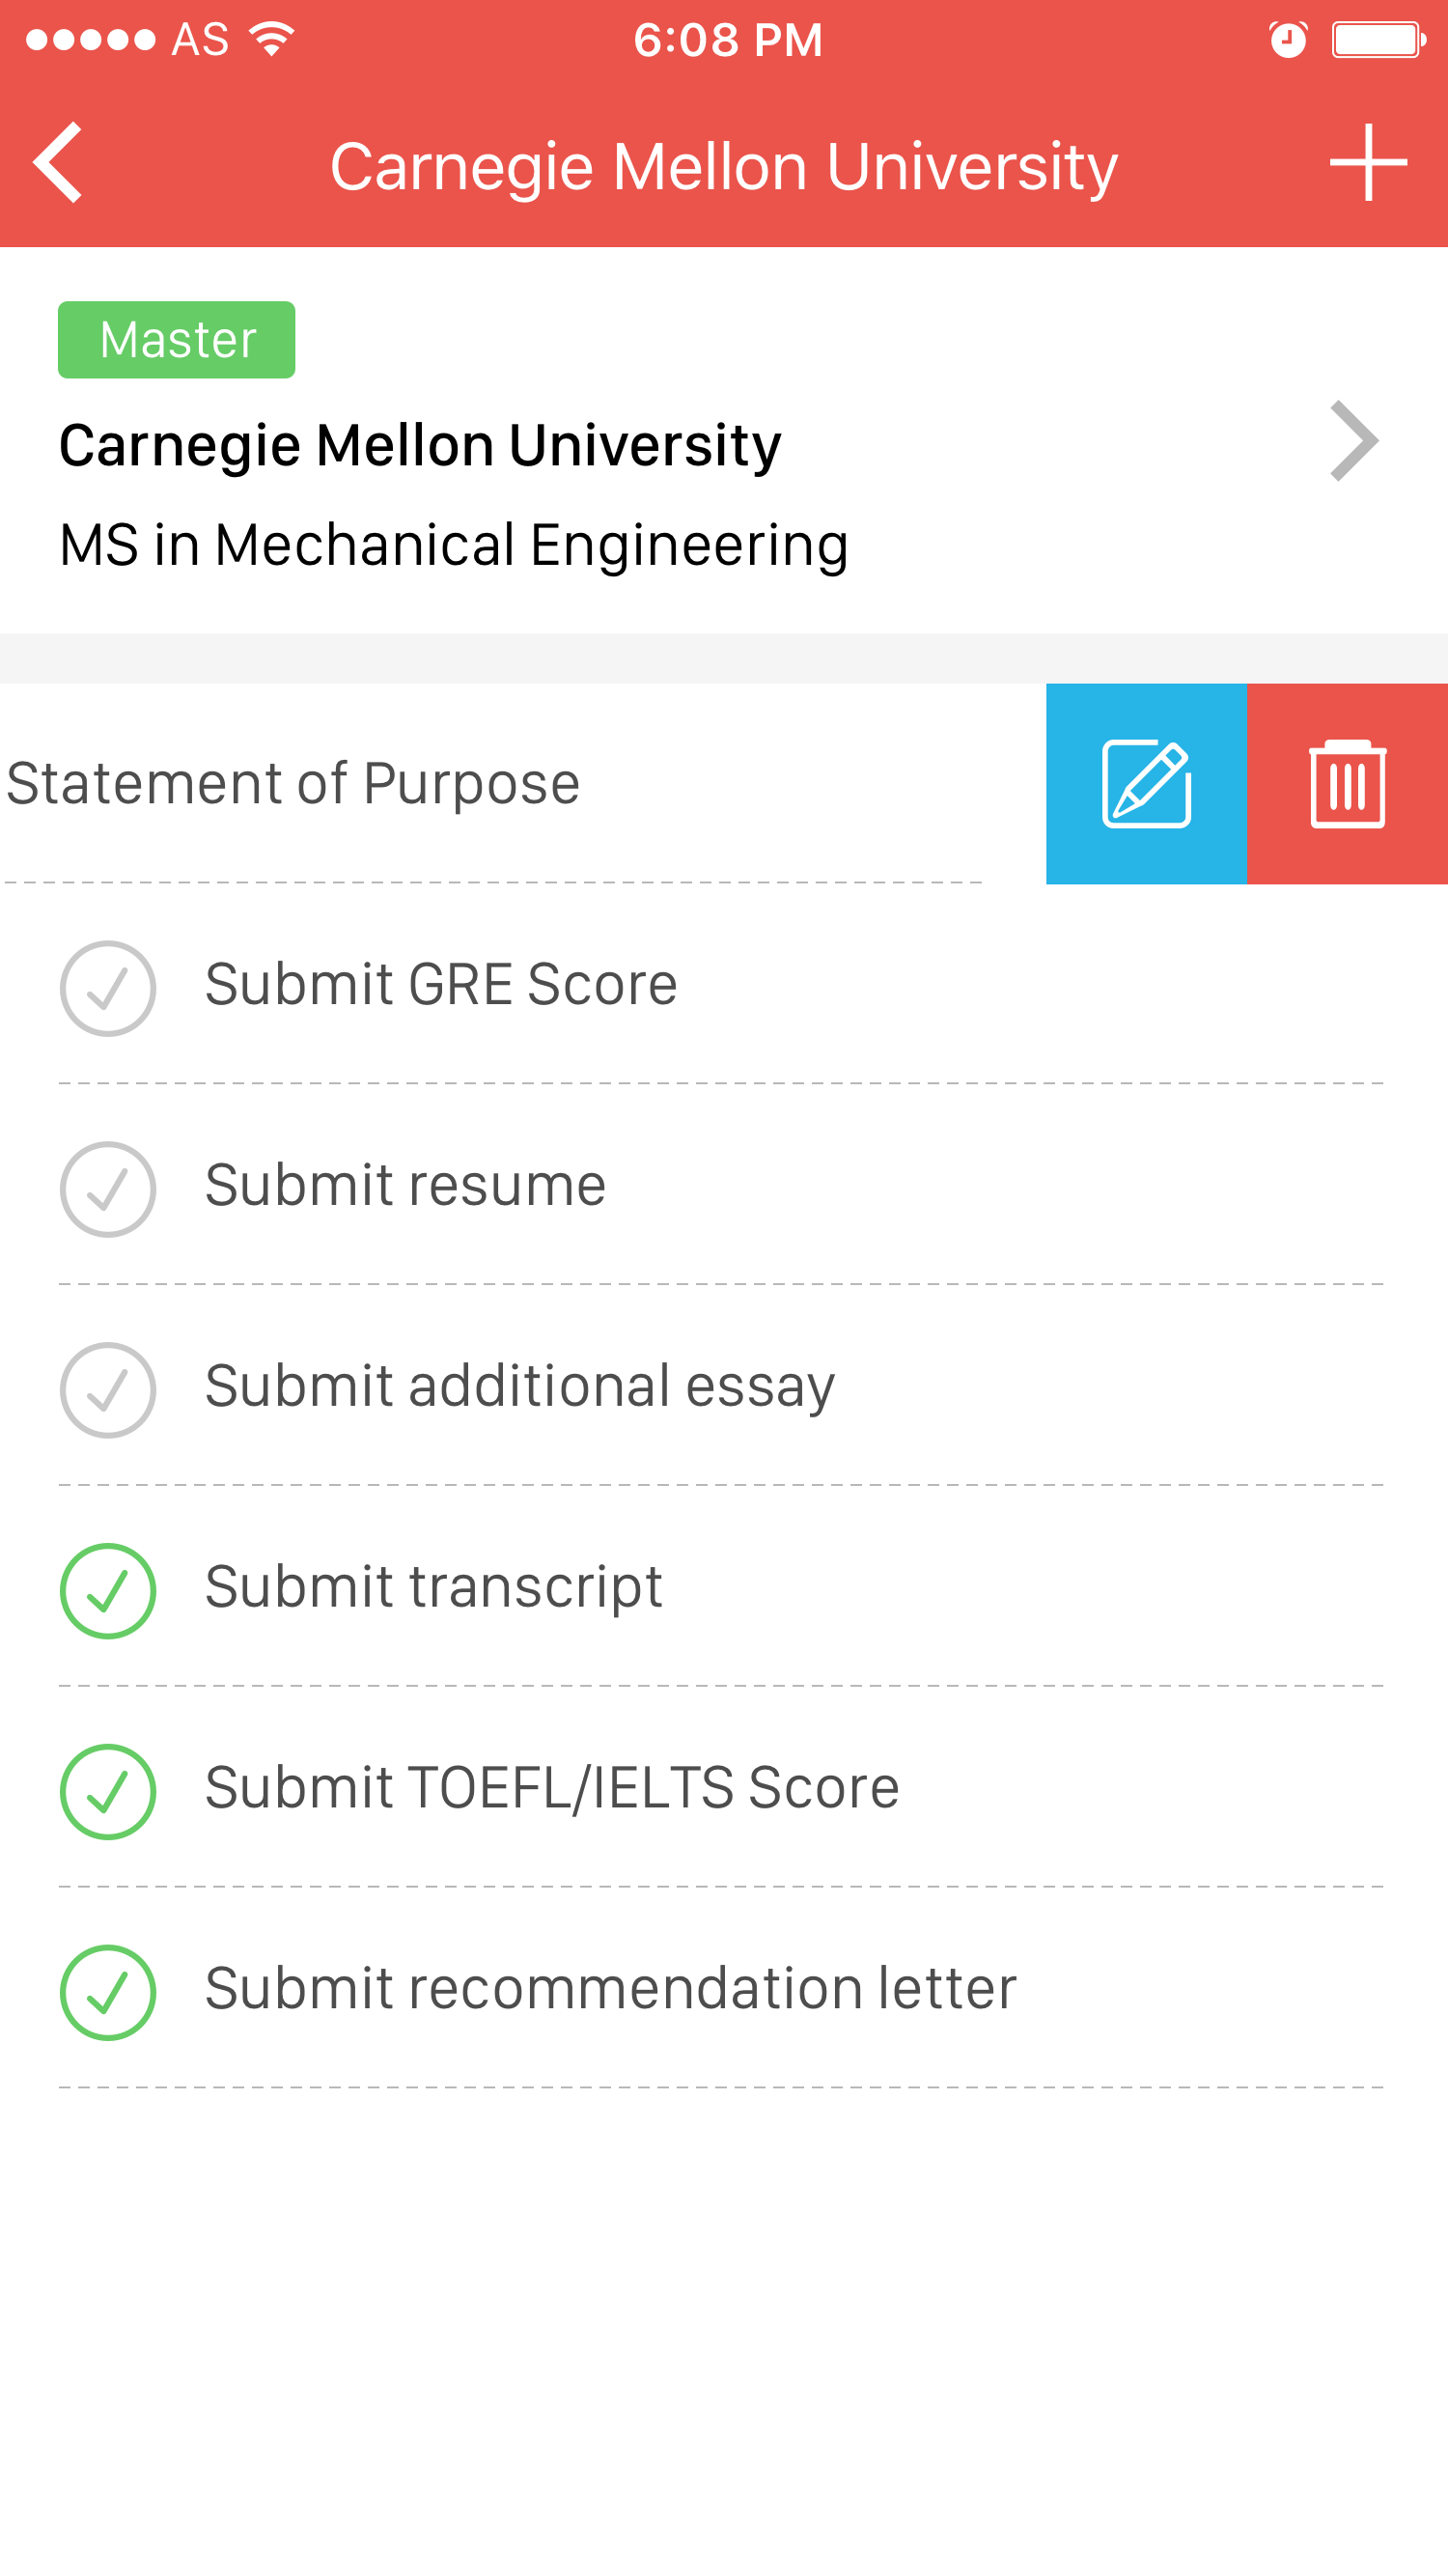 AS 6:08 PM
Carnegie Mellon University
Master
Carnegie Mellon University
MS in Mechanical Engineering
Statement of Purpose
Submit GRE Score
Submit resume
Submit additional essay
Submit transcript
Submit TOEFL/IELTS Score
Submit recommendation letter